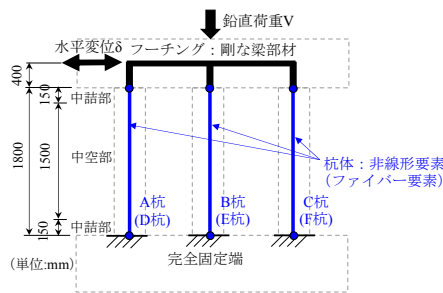 鉛直荷重V
水平変位δ
フーチング：剛な梁部材
400
150
中詰部
1800
1500
中空部
杭体：非線形要素
(ファイバー要素)
A杭
(D杭)
B杭
(E杭)
C杭
(F杭)
150
中詰部
(単位:mm)
完全固定端